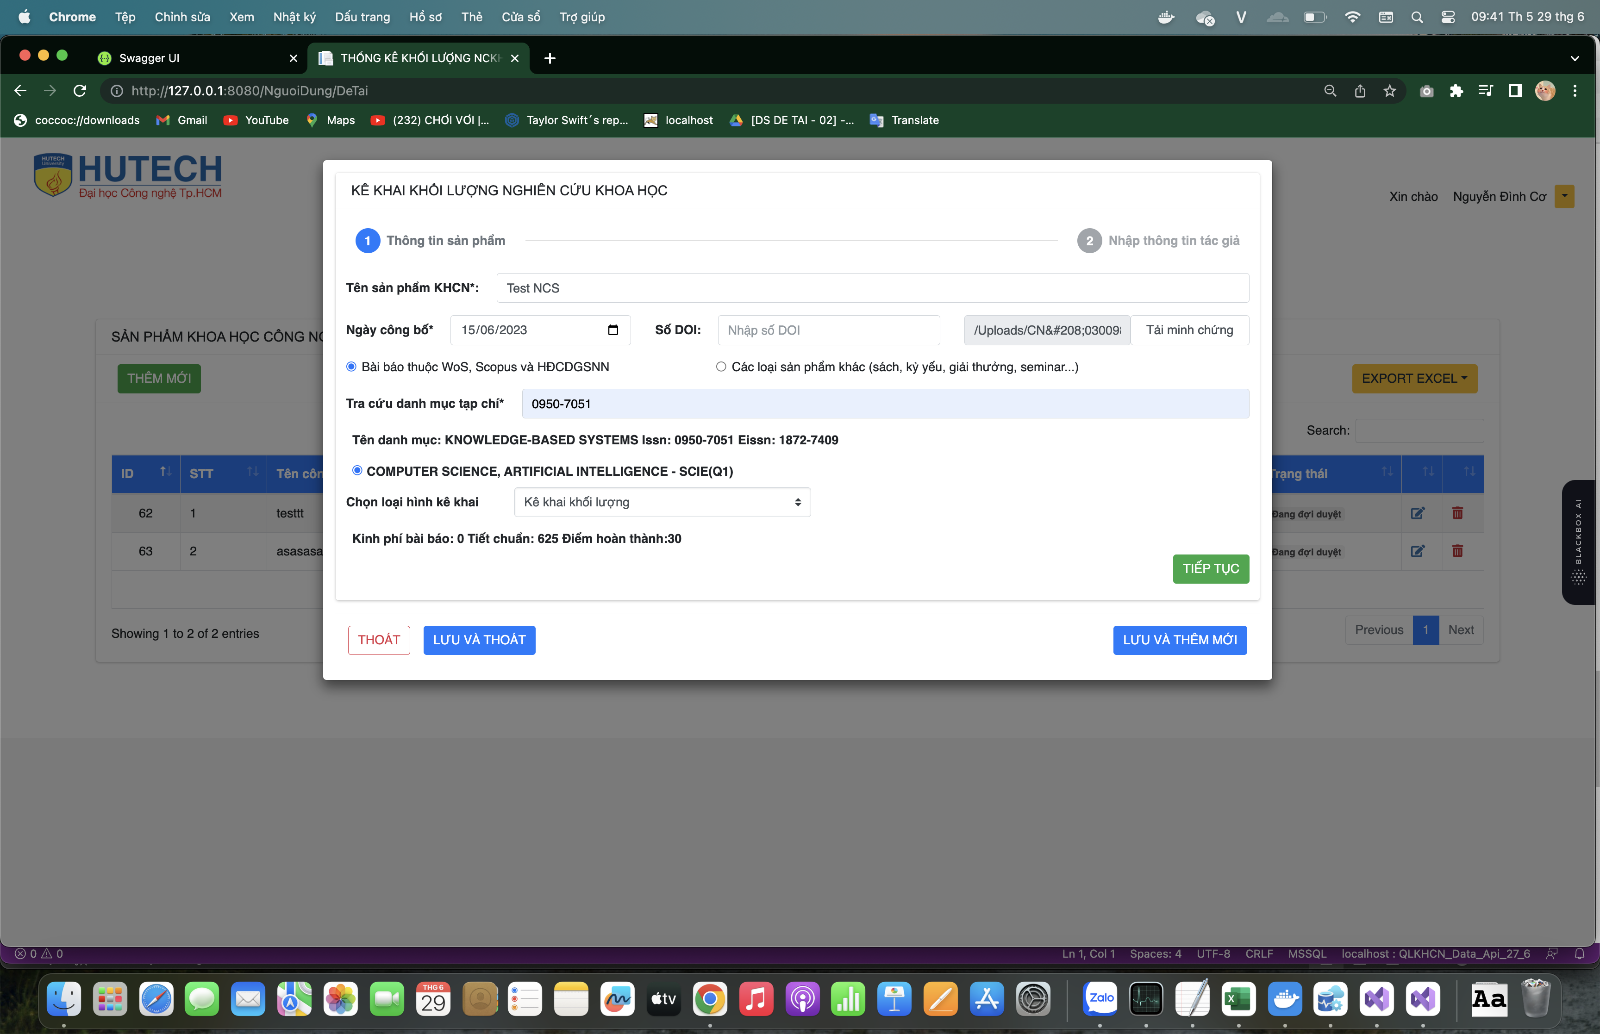 Chrome Tệp Chỉnh sửa Xem Nhật ký Dấu trang Hồ sơ Thẻ Cửa sổ Trợ giúp V 09:41 Th 5 29 thg 6
Swagger UI THỐNG KÊ KHỐI LƯỢNG NCKH
http://127.0.0.1:8080/NguoiDung/DeTai
coccoc://downloads Gmail YouTube Maps (232) CHƠI VƠI |... Taylor Swift´s rep... localhost [DS DE TAI - 02] -... Translate
HUTECH University
HUTECH
Đại học Công nghệ Tp.HCM
Xin chào Nguyễn Đình Cơ
KÊ KHAI KHỐI LƯỢNG NGHIÊN CỨU KHOA HỌC
1 Thông tin sản phẩm 2 Nhập thông tin tác giả
Tên sản phẩm KHCN*: Test NCS
Ngày công bố* 15/06/2023 Số DOI: Nhập số DOI /Uploads/CN&#208;03009 Tải minh chứng
Bài báo thuộc WoS, Scopus và HĐCDGSNN Các loại sản phẩm khác (sách, kỷ yếu, giải thưởng, seminar...)
Tra cứu danh mục tạp chí* 0950-7051
Tên danh mục: KNOWLEDGE-BASED SYSTEMS Issn: 0950-7051 Eissn: 1872-7409
COMPUTER SCIENCE, ARTIFICIAL INTELLIGENCE - SCIE(Q1)
Chọn loại hình kê khai Kê khai khối lượng
Kinh phí bài báo: 0 Tiết chuẩn: 625 Điểm hoàn thành:30
TIẾP TỤC
THOÁT LƯU VÀ THOÁT LƯU VÀ THÊM MỚI
SẢN PHẨM KHOA HỌC CÔNG NG
THÊM MỚI EXPORT EXCEL
Search:
ID STT Tên côn Trạng thái
62 1 testtt Đang đợi duyệt
63 2 asasasa Đang đợi duyệt
Showing 1 to 2 of 2 entries Previous 1 Next
BLACKBOX AI
0 0 Ln 1, Col 1 Spaces: 4 UTF-8 CRLF MSSQL localhost : QLKHCN_Data_Api_27_6
THG 6
29
tv
Zalo
Aa